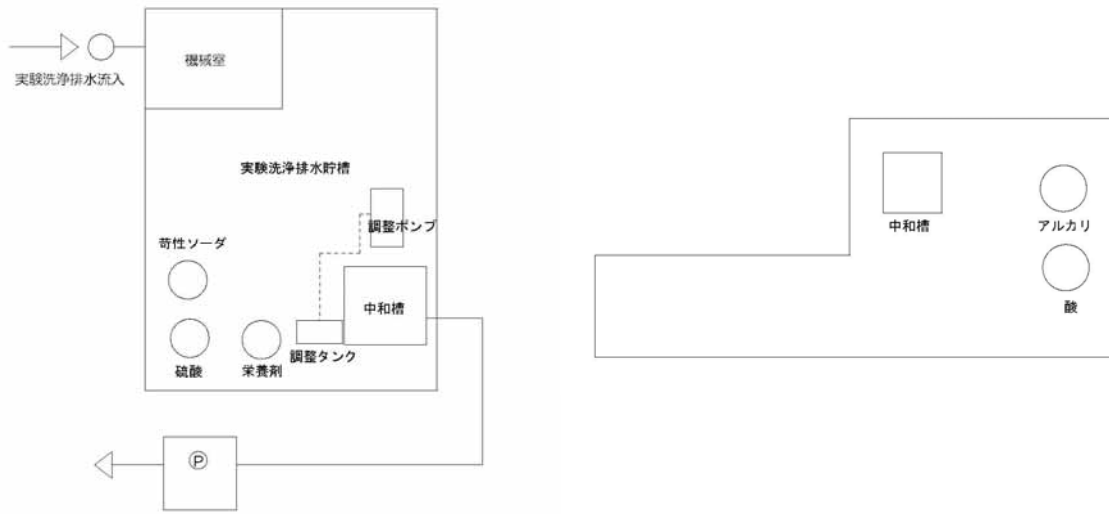 機械室
実験洗浄排水流入
実験洗浄排水貯槽
調整ポンプ
苛性ソーダ
中和槽
調整タンク
硫酸
栄養剤
P
中和槽
アルカリ
酸